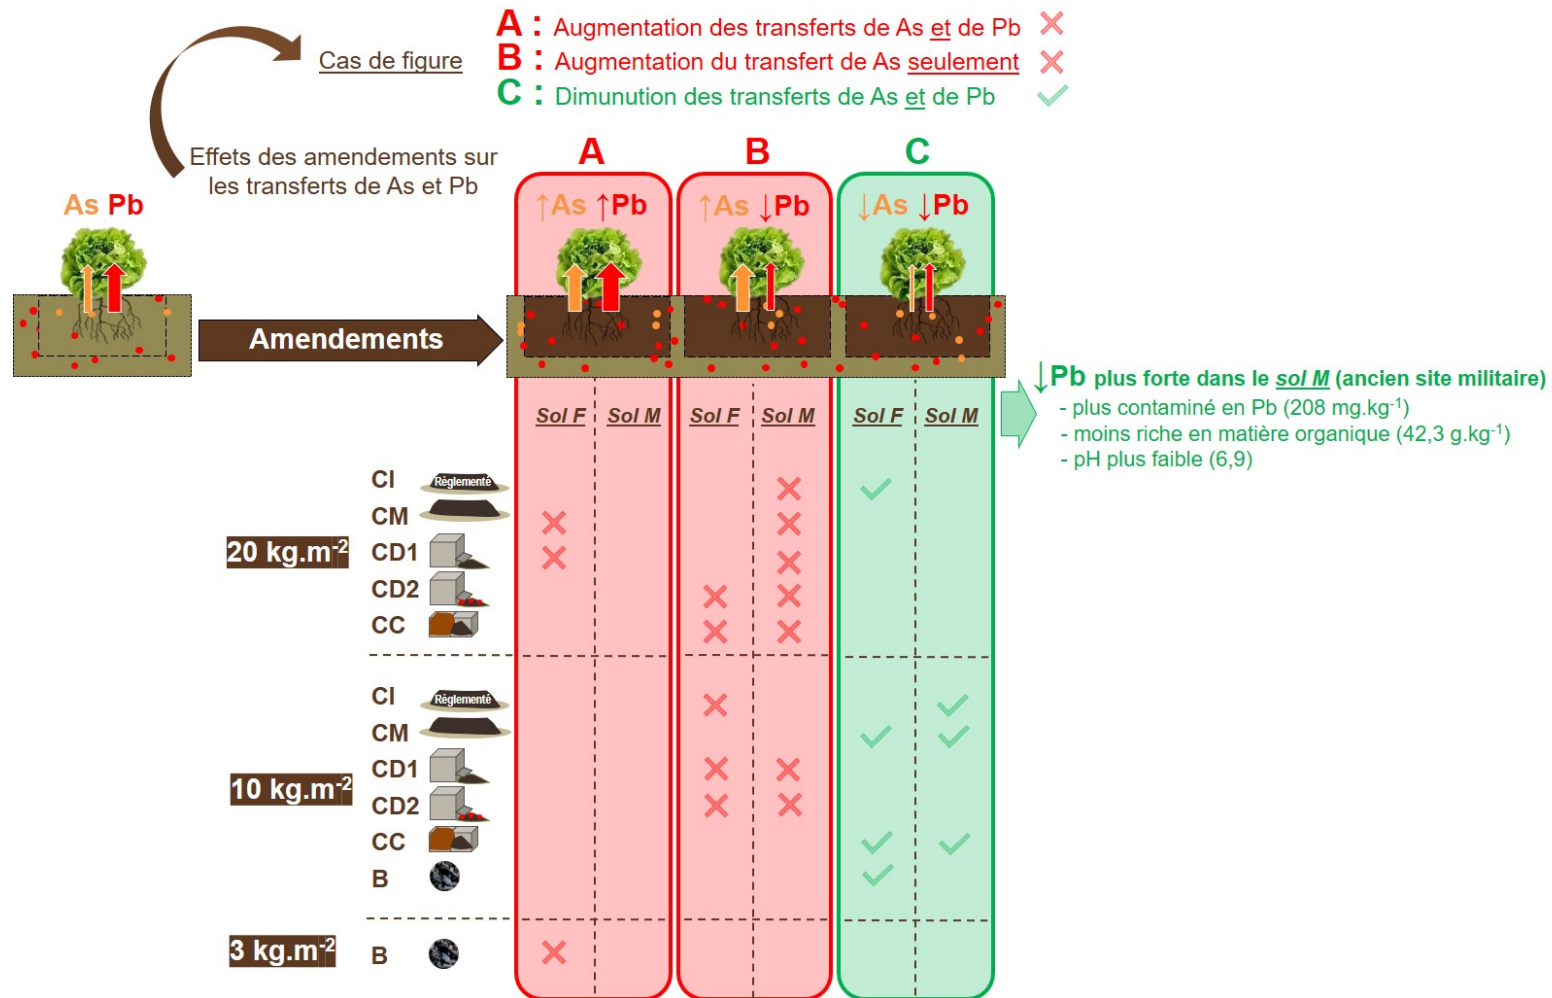 A : Augmentation des transferts de As et de Pb
Cas de figure
B : Augmentation du transfert de As seulement
C : Dimunution des transferts de As et de Pb
Effets des amendements sur
les transferts de As et Pb
A B C
As Pb
↑As ↑Pb
↑As ↓Pb
↓As ↓Pb
Amendements
↓Pb plus forte dans le sol M (ancien site militaire)
- plus contaminé en Pb (208 mg.kg⁻¹)
- moins riche en matière organique (42,3 g.kg⁻¹)
- pH plus faible (6,9)
Sol F Sol M Sol F Sol M Sol F Sol M
20 kg.m⁻²
CI Règlementé
CM
CD1
CD2
CC
10 kg.m⁻²
CI Règlementé
CM
CD1
CD2
CC
B
3 kg.m⁻²
B